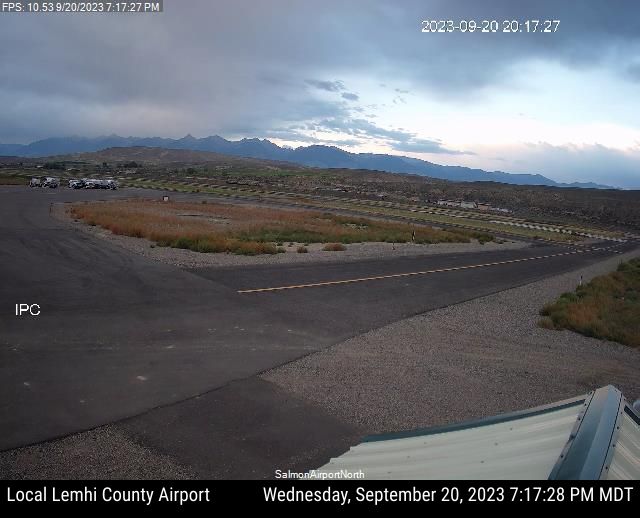 FPS: 10.53 9/20/2023 7:17:27 PM
2023-09-20 20:17:27
IPC
SalmonAirportNorth
Local Lemhi County Airport Wednesday, September 20, 2023 7:17:28 PM MDT